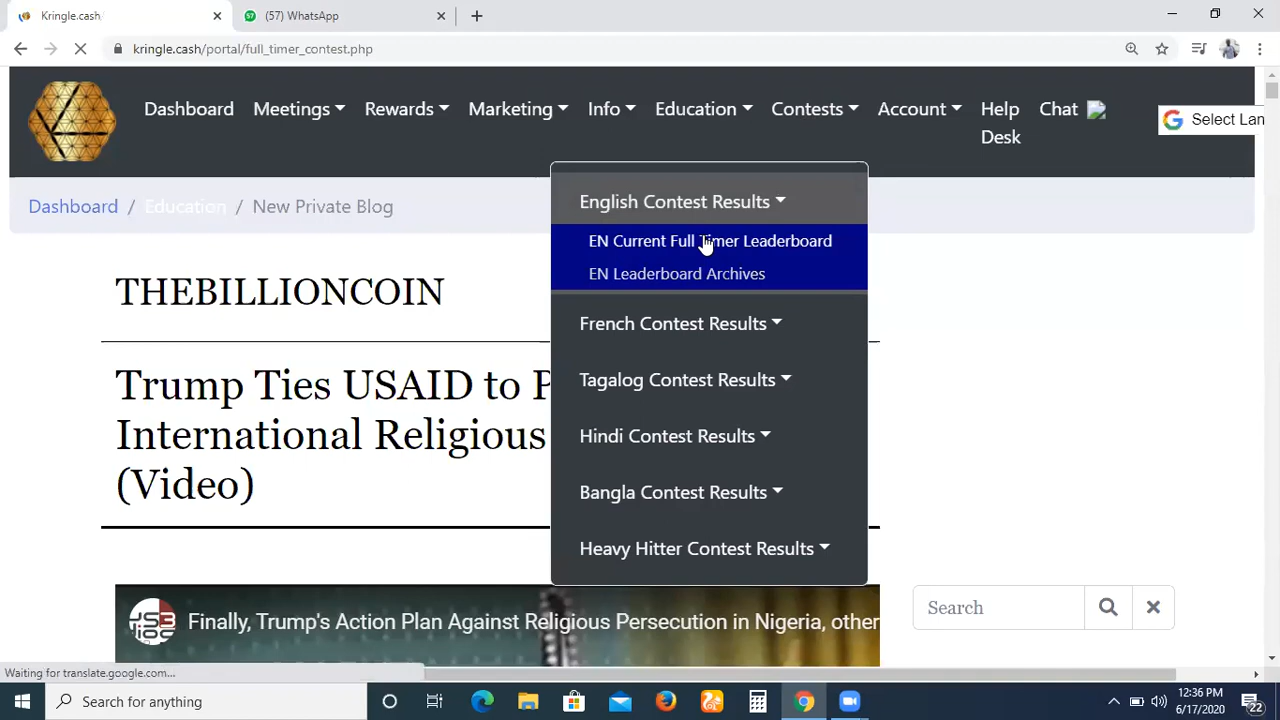 Kringle.cash
(57) WhatsApp
kringle.cash/portal/full_timer_contest.php
Dashboard
Meetings
Rewards
Marketing
Info
Education
Contests
Account
Help Desk
Chat
Select Lan
Dashboard / Education / New Private Blog
English Contest Results
EN Current Full Timer Leaderboard
EN Leaderboard Archives
French Contest Results
Tagalog Contest Results
Hindi Contest Results
Bangla Contest Results
Heavy Hitter Contest Results
THEBILLIONCOIN
Trump Ties USAID to P
International Religious
(Video)
JSB
Finally, Trump's Action Plan Against Religious Persecution in Nigeria, other
Search
Waiting for translate.google.com...
Search for anything
12:36 PM
6/17/2020
22